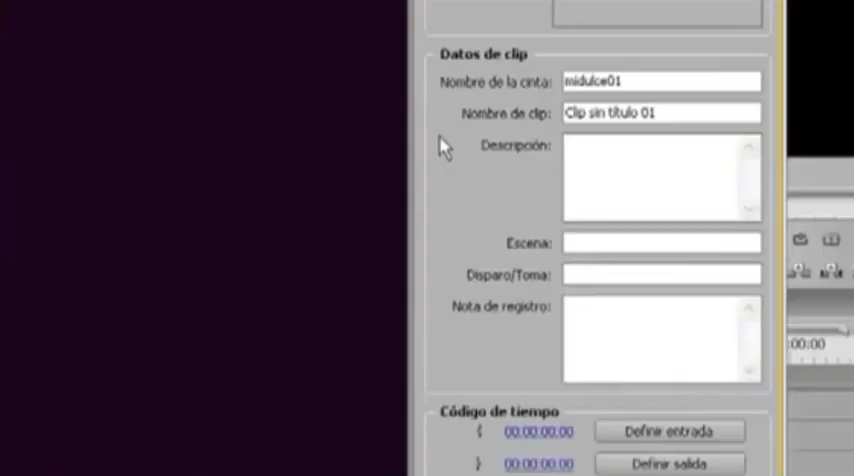 Datos de clip
Nombre de la cinta: midulce01
Nombre de clip: Clip sin título 01
Descripción:
Escena:
Disparo/Toma:
Nota de registro:
Código de tiempo
{ 00:00:00:00 Definir entrada
} 00:00:00:00 Definir salida
:00:00